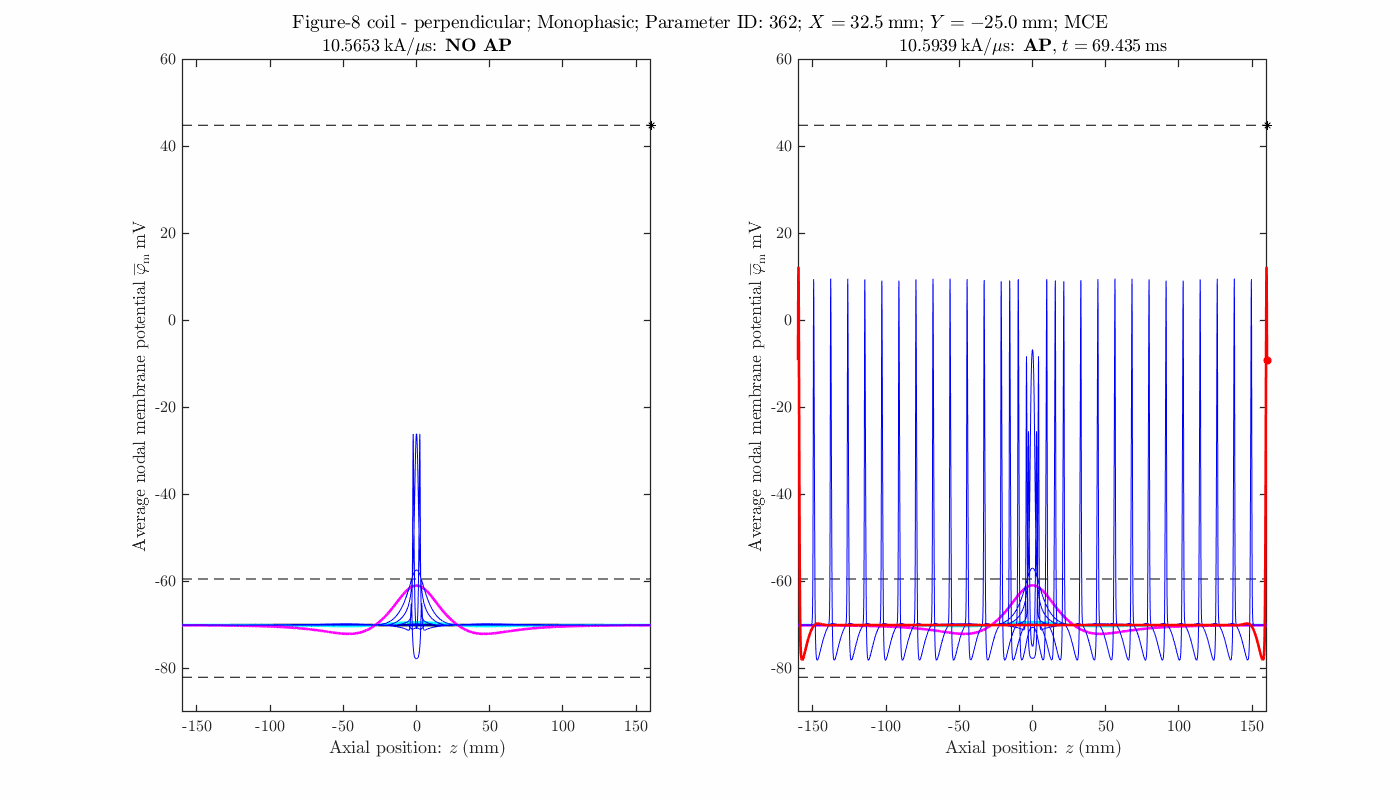 Figure-8 coil - perpendicular; Monophasic; Parameter ID: 362; X = 32.5 mm; Y = −25.0 mm; MCE
10.5653 kA/μs: NO AP
10.5939 kA/μs: AP, t = 69.435 ms
Average nodal membrane potential φ̅m mV
60
40
20
0
-20
-40
-60
-80
-150 -100 -50 0 50 100 150
Axial position: z (mm)
Average nodal membrane potential φ̅m mV
60
40
20
0
-20
-40
-60
-80
-150 -100 -50 0 50 100 150
Axial position: z (mm)